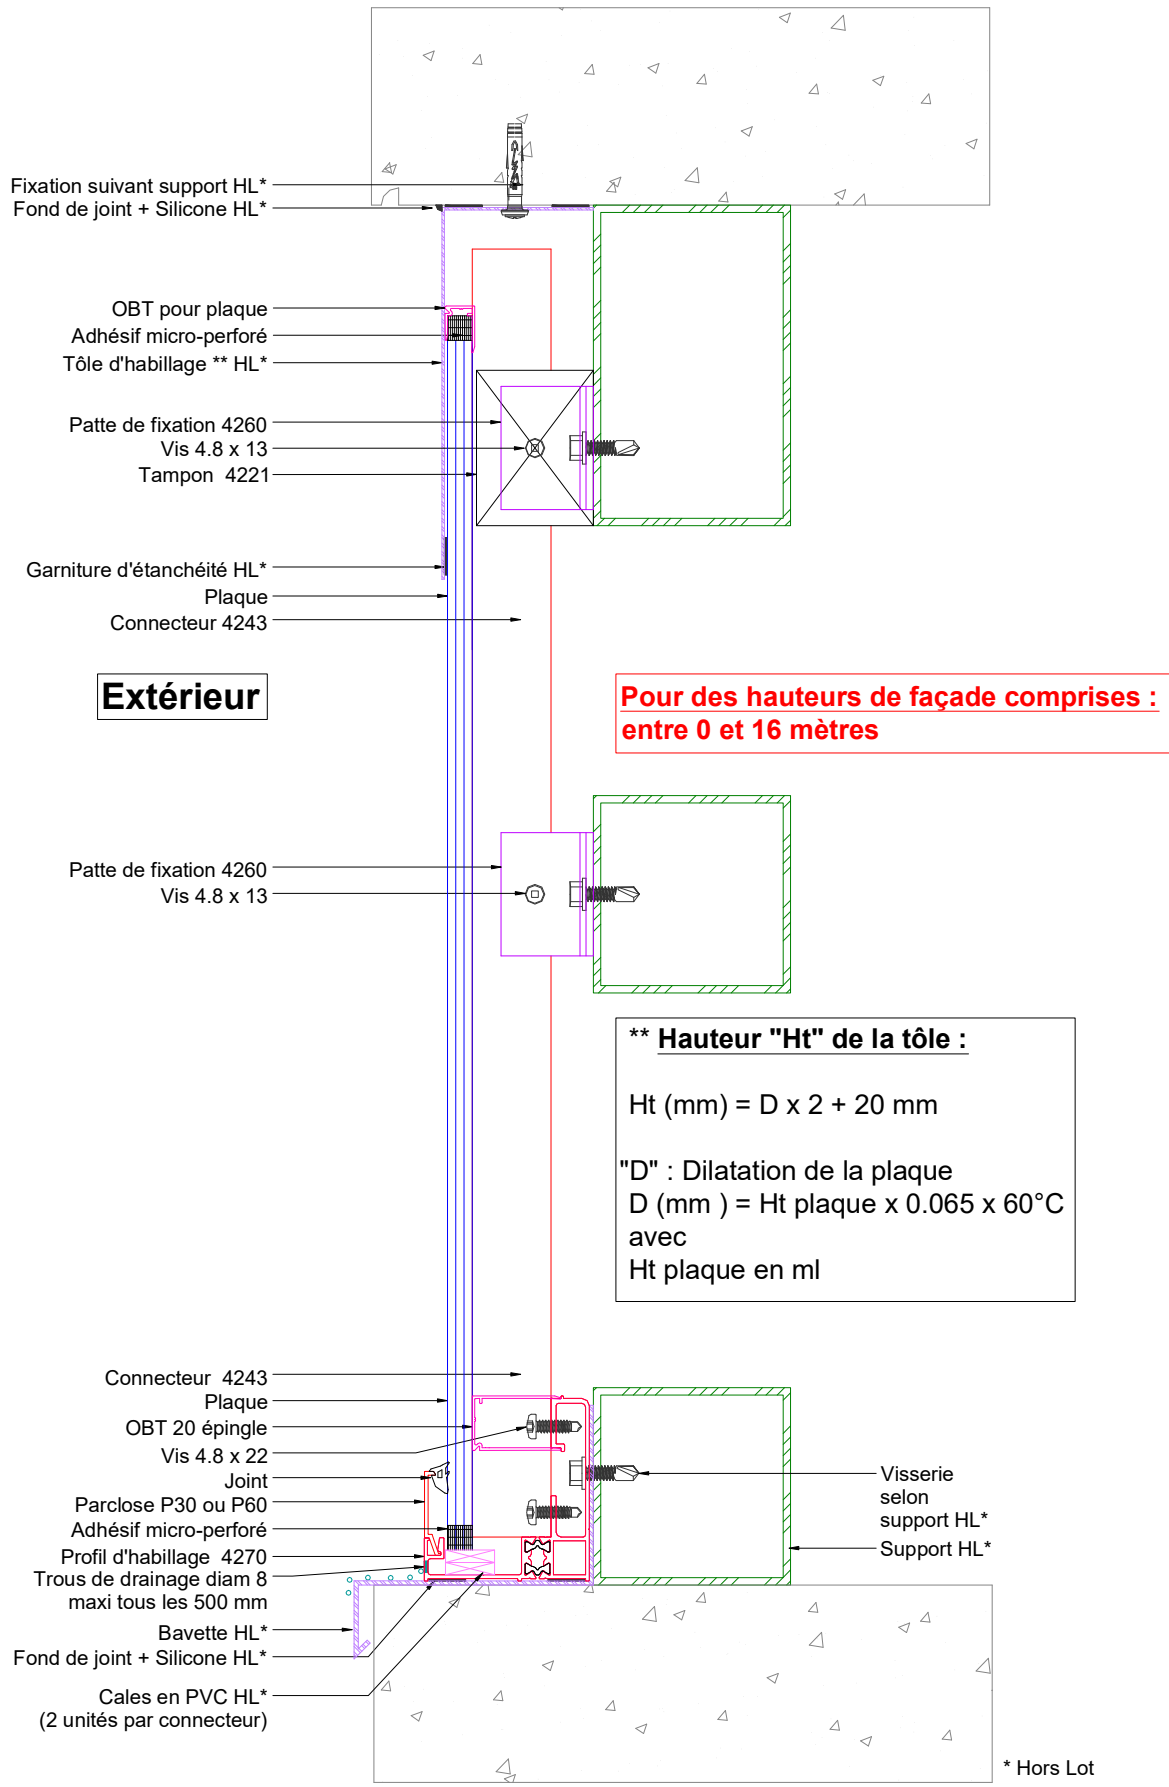 Fixation suivant support HL*
Fond de joint + Silicone HL*
OBT pour plaque
Adhésif micro-perforé
Tôle d'habillage ** HL*
Patte de fixation 4260
Vis 4.8 x 13
Tampon 4221
Garniture d'étanchéité HL*
Plaque
Connecteur 4243
Extérieur
Pour des hauteurs de façade comprises :
entre 0 et 16 mètres
Patte de fixation 4260
Vis 4.8 x 13
** Hauteur "Ht" de la tôle :
Ht (mm) = D x 2 + 20 mm
"D" : Dilatation de la plaque
D (mm ) = Ht plaque x 0.065 x 60°C
avec
Ht plaque en ml
Connecteur 4243
Plaque
OBT 20 épingle
Vis 4.8 x 22
Joint
Parclose P30 ou P60
Adhésif micro-perforé
Profil d'habillage 4270
Trous de drainage diam 8
maxi tous les 500 mm
Bavette HL*
Fond de joint + Silicone HL*
Cales en PVC HL*
(2 unités par connecteur)
Visserie
selon
support HL*
Support HL*
* Hors Lot